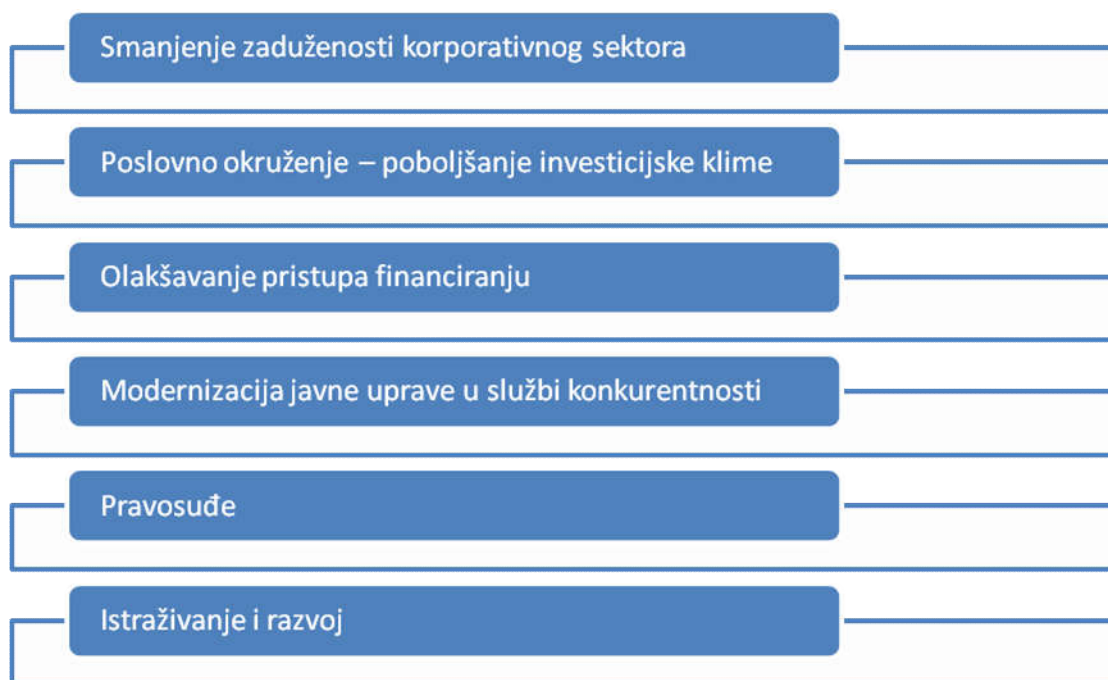 Smanjenje zaduženosti korporativnog sektora
Poslovno okruženje – poboljšanje investicijske klime
Olakšavanje pristupa financiranju
Modernizacija javne uprave u službi konkurentnosti
Pravosuđe
Istraživanje i razvoj